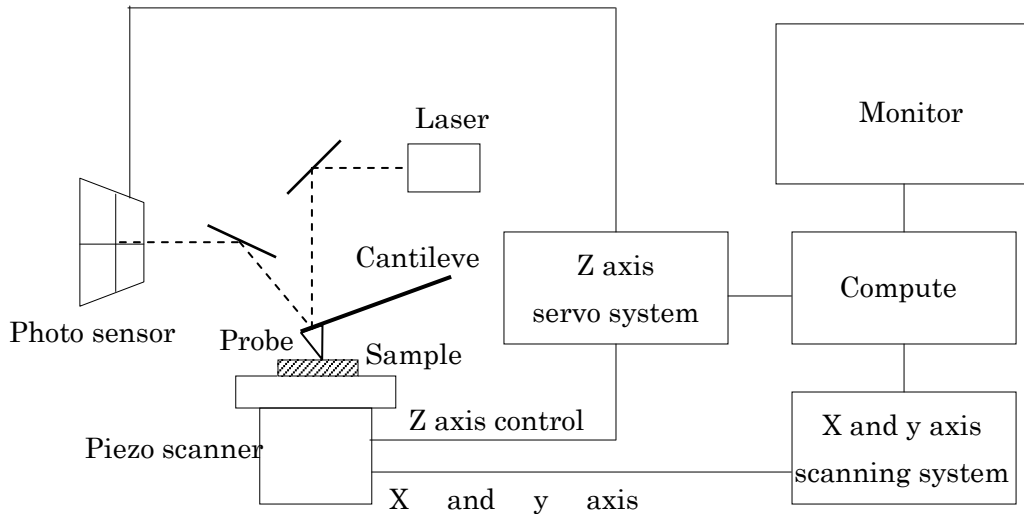 Laser
Monitor
Cantileve
Z axis
servo system
Compute
Photo sensor
Probe
Sample
Z axis control
Piezo scanner
X and y axis
scanning system
X and y axis